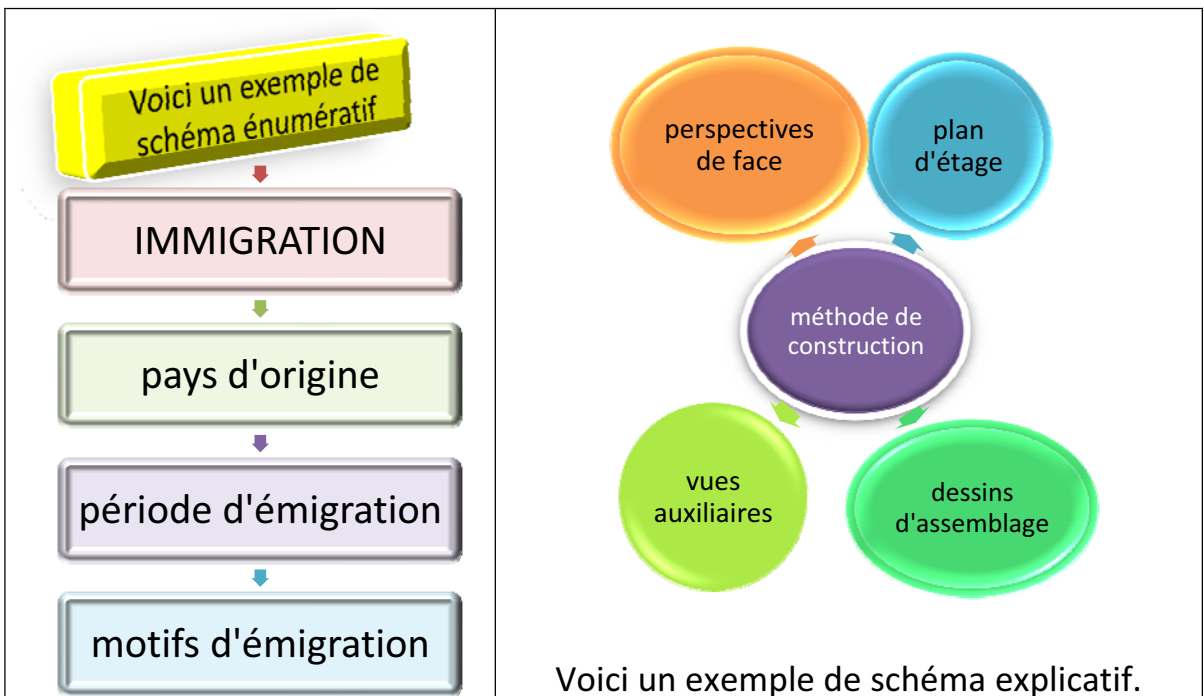 Voici un exemple de
schéma énumératif
IMMIGRATION
pays d'origine
période d'émigration
motifs d'émigration
perspectives
de face
plan
d'étage
méthode de
construction
vues
auxiliaires
dessins
d'assemblage
Voici un exemple de schéma explicatif.